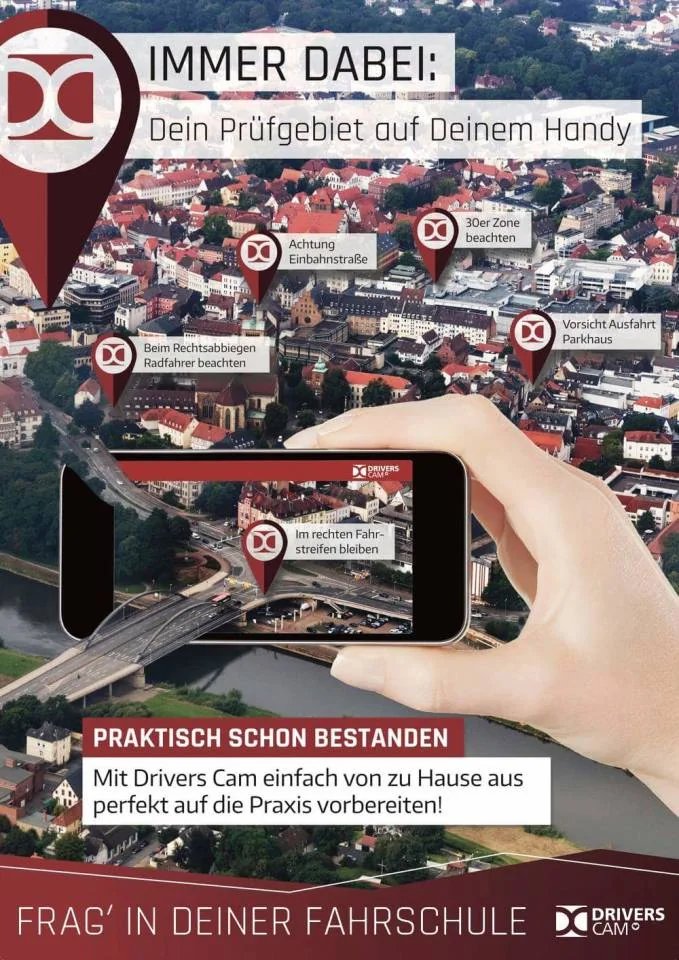 IMMER DABEI:
Dein Prüfgebiet auf Deinem Handy
30er Zone
beachten
Achtung
Einbahnstraße
Vorsicht Ausfahrt
Parkhaus
Beim Rechtsabbiegen
Radfahrer beachten
DRIVERS
CAM
Im rechten Fahr-
streifen bleiben
PRAKTISCH SCHON BESTANDEN
Mit Drivers Cam einfach von zu Hause aus
perfekt auf die Praxis vorbereiten!
FRAG' IN DEINER FAHRSCHULE
DRIVERS
CAM